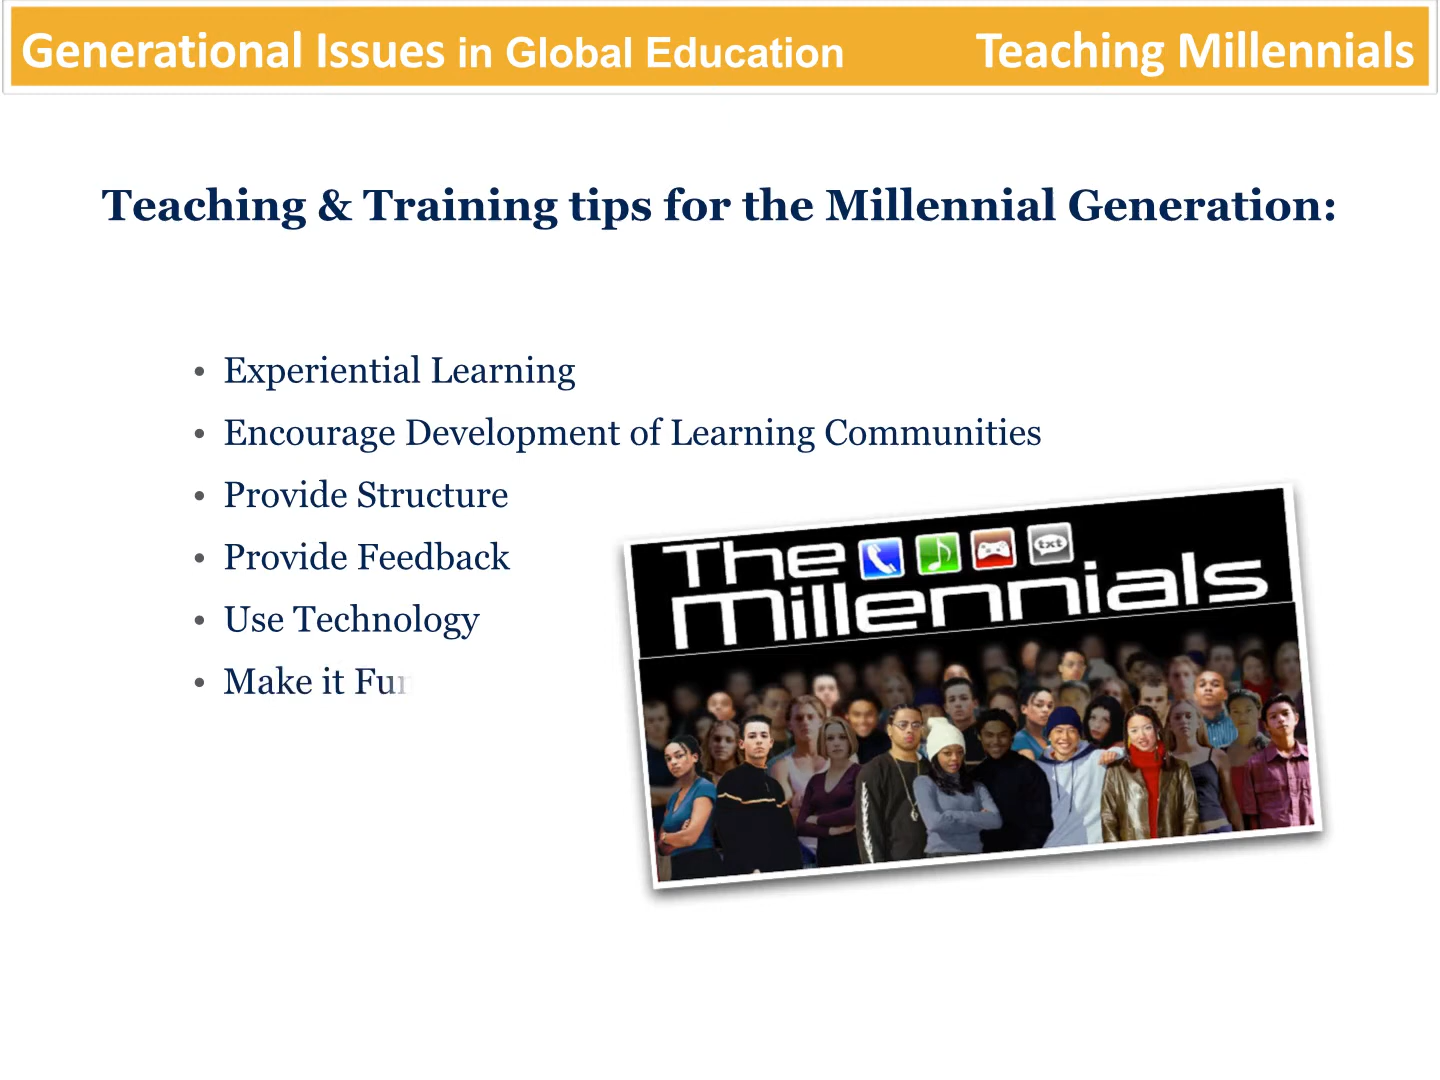 Generational Issues in Global Education Teaching Millennials
Teaching & Training tips for the Millennial Generation:
• Experiential Learning
• Encourage Development of Learning Communities
• Provide Structure
• Provide Feedback
• Use Technology
• Make it Fun
The
txt
Millennials